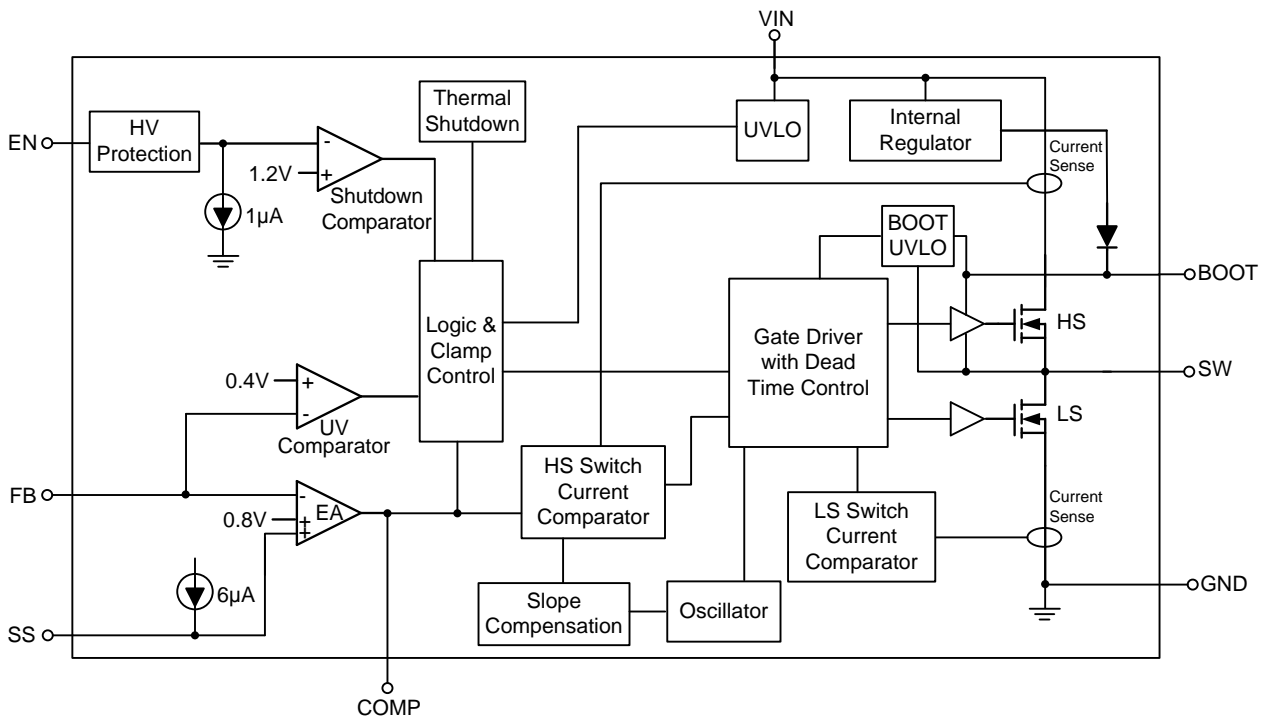 VIN
EN
HV
Protection
1.2V
-
+
Shutdown
Comparator
1µA
Thermal
Shutdown
UVLO
Internal
Regulator
Current
Sense
BOOT
UVLO
BOOT
Logic &
Clamp
Control
Gate Driver
with Dead
Time Control
HS
SW
LS
0.4V
+
-
UV
Comparator
FB
-
0.8V
+
+
EA
HS Switch
Current
Comparator
LS Switch
Current
Comparator
Current
Sense
6µA
SS
Slope
Compensation
Oscillator
GND
COMP